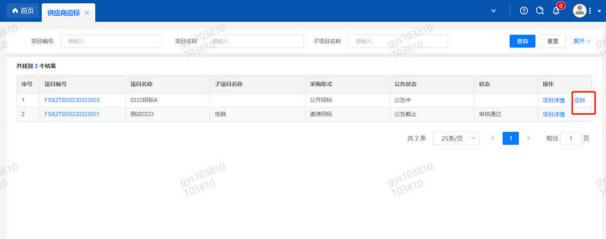 首页 供应商应标 ×
0
项目编号 请输入 项目名称 请输入 子项目名称 请输入 查询 重置 展开
共找到 2 个结果
序号 项目编号 项目名称 子项目名称 采购形式 公告状态 状态 操作
1 FSXZTB20230223003 0223招标A 公开招标 公告中 项目详情 应标
2 FSXZTB20230223001 测试0223 电脑 邀请招标 公告截止 审核通过 项目详情
共 2 条 25条/页 < 1 > 前往 1 页
gys103810
103810
gys103810
103810